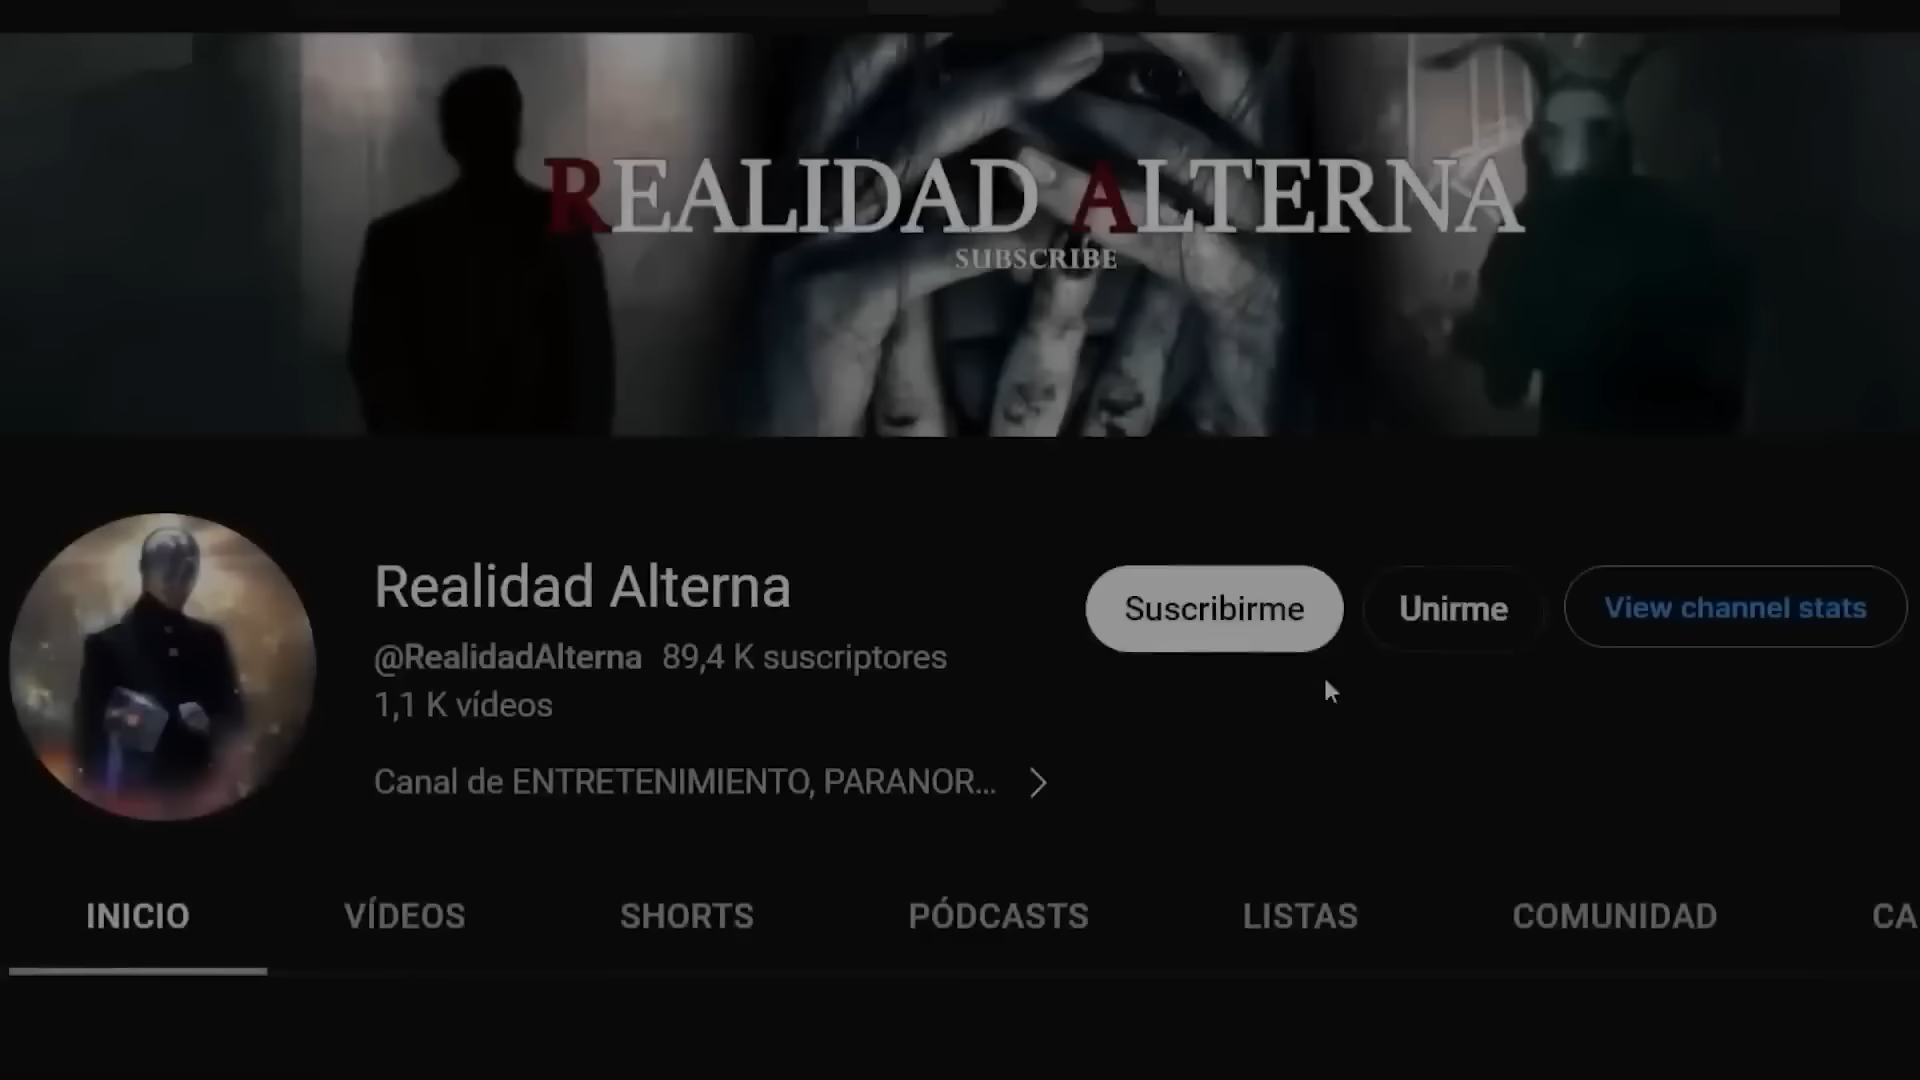 REALIDAD ALTERNA
SUBSCRIBE
Realidad Alterna
@RealidadAlterna 89,4 K suscriptores
1,1 K vídeos
Canal de ENTRETENIMIENTO, PARANOR...
Suscribirme
Unirme
View channel stats
INICIO
VÍDEOS
SHORTS
PÓDCASTS
LISTAS
COMUNIDAD
CA